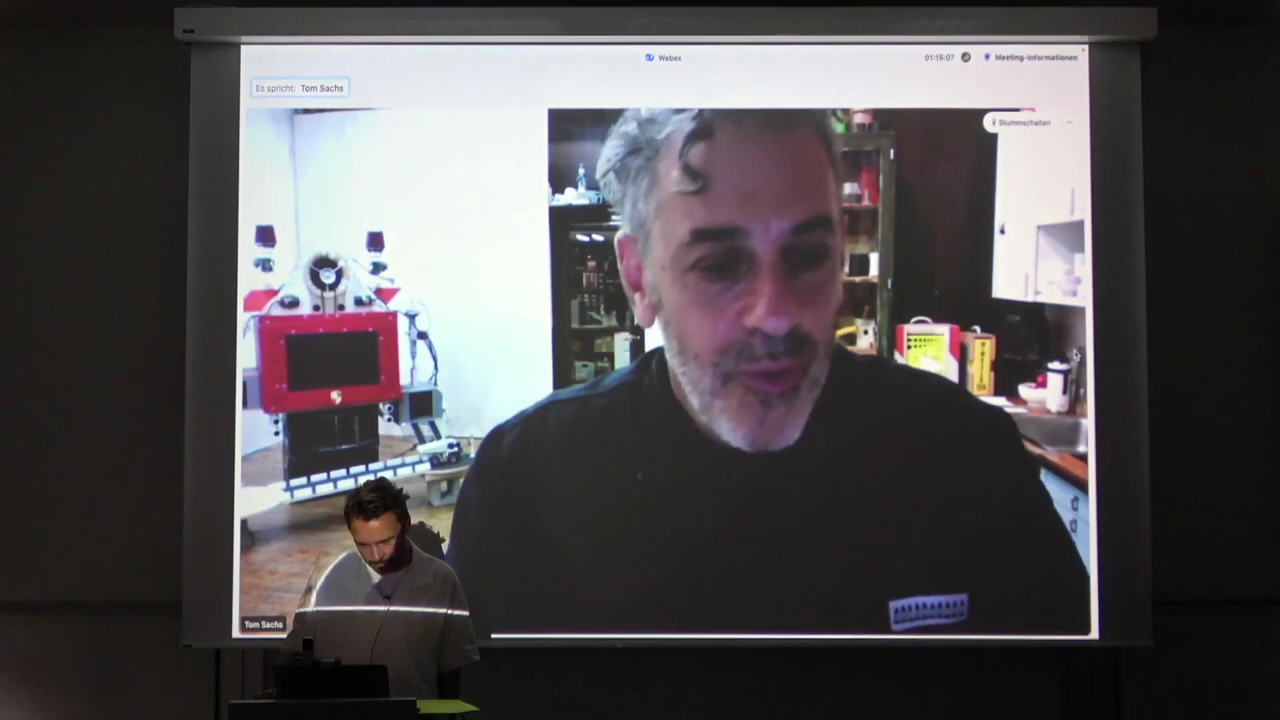 Webex
01:15:07
Meeting-Informationen
Es spricht: Tom Sachs
Stummschalten
Tom Sachs